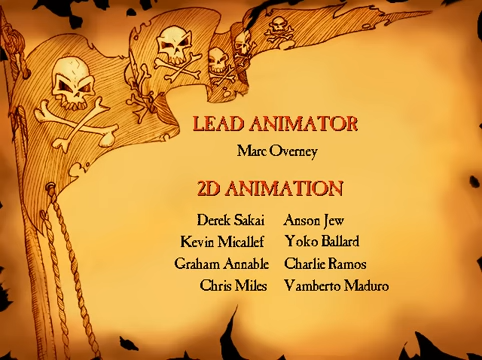 LEAD ANIMATOR
Marc Overney
2D ANIMATION
Derek Sakai Anson Jew
Kevin Micallef Yoko Ballard
Graham Annable Charlie Ramos
Chris Miles Vamberto Maduro